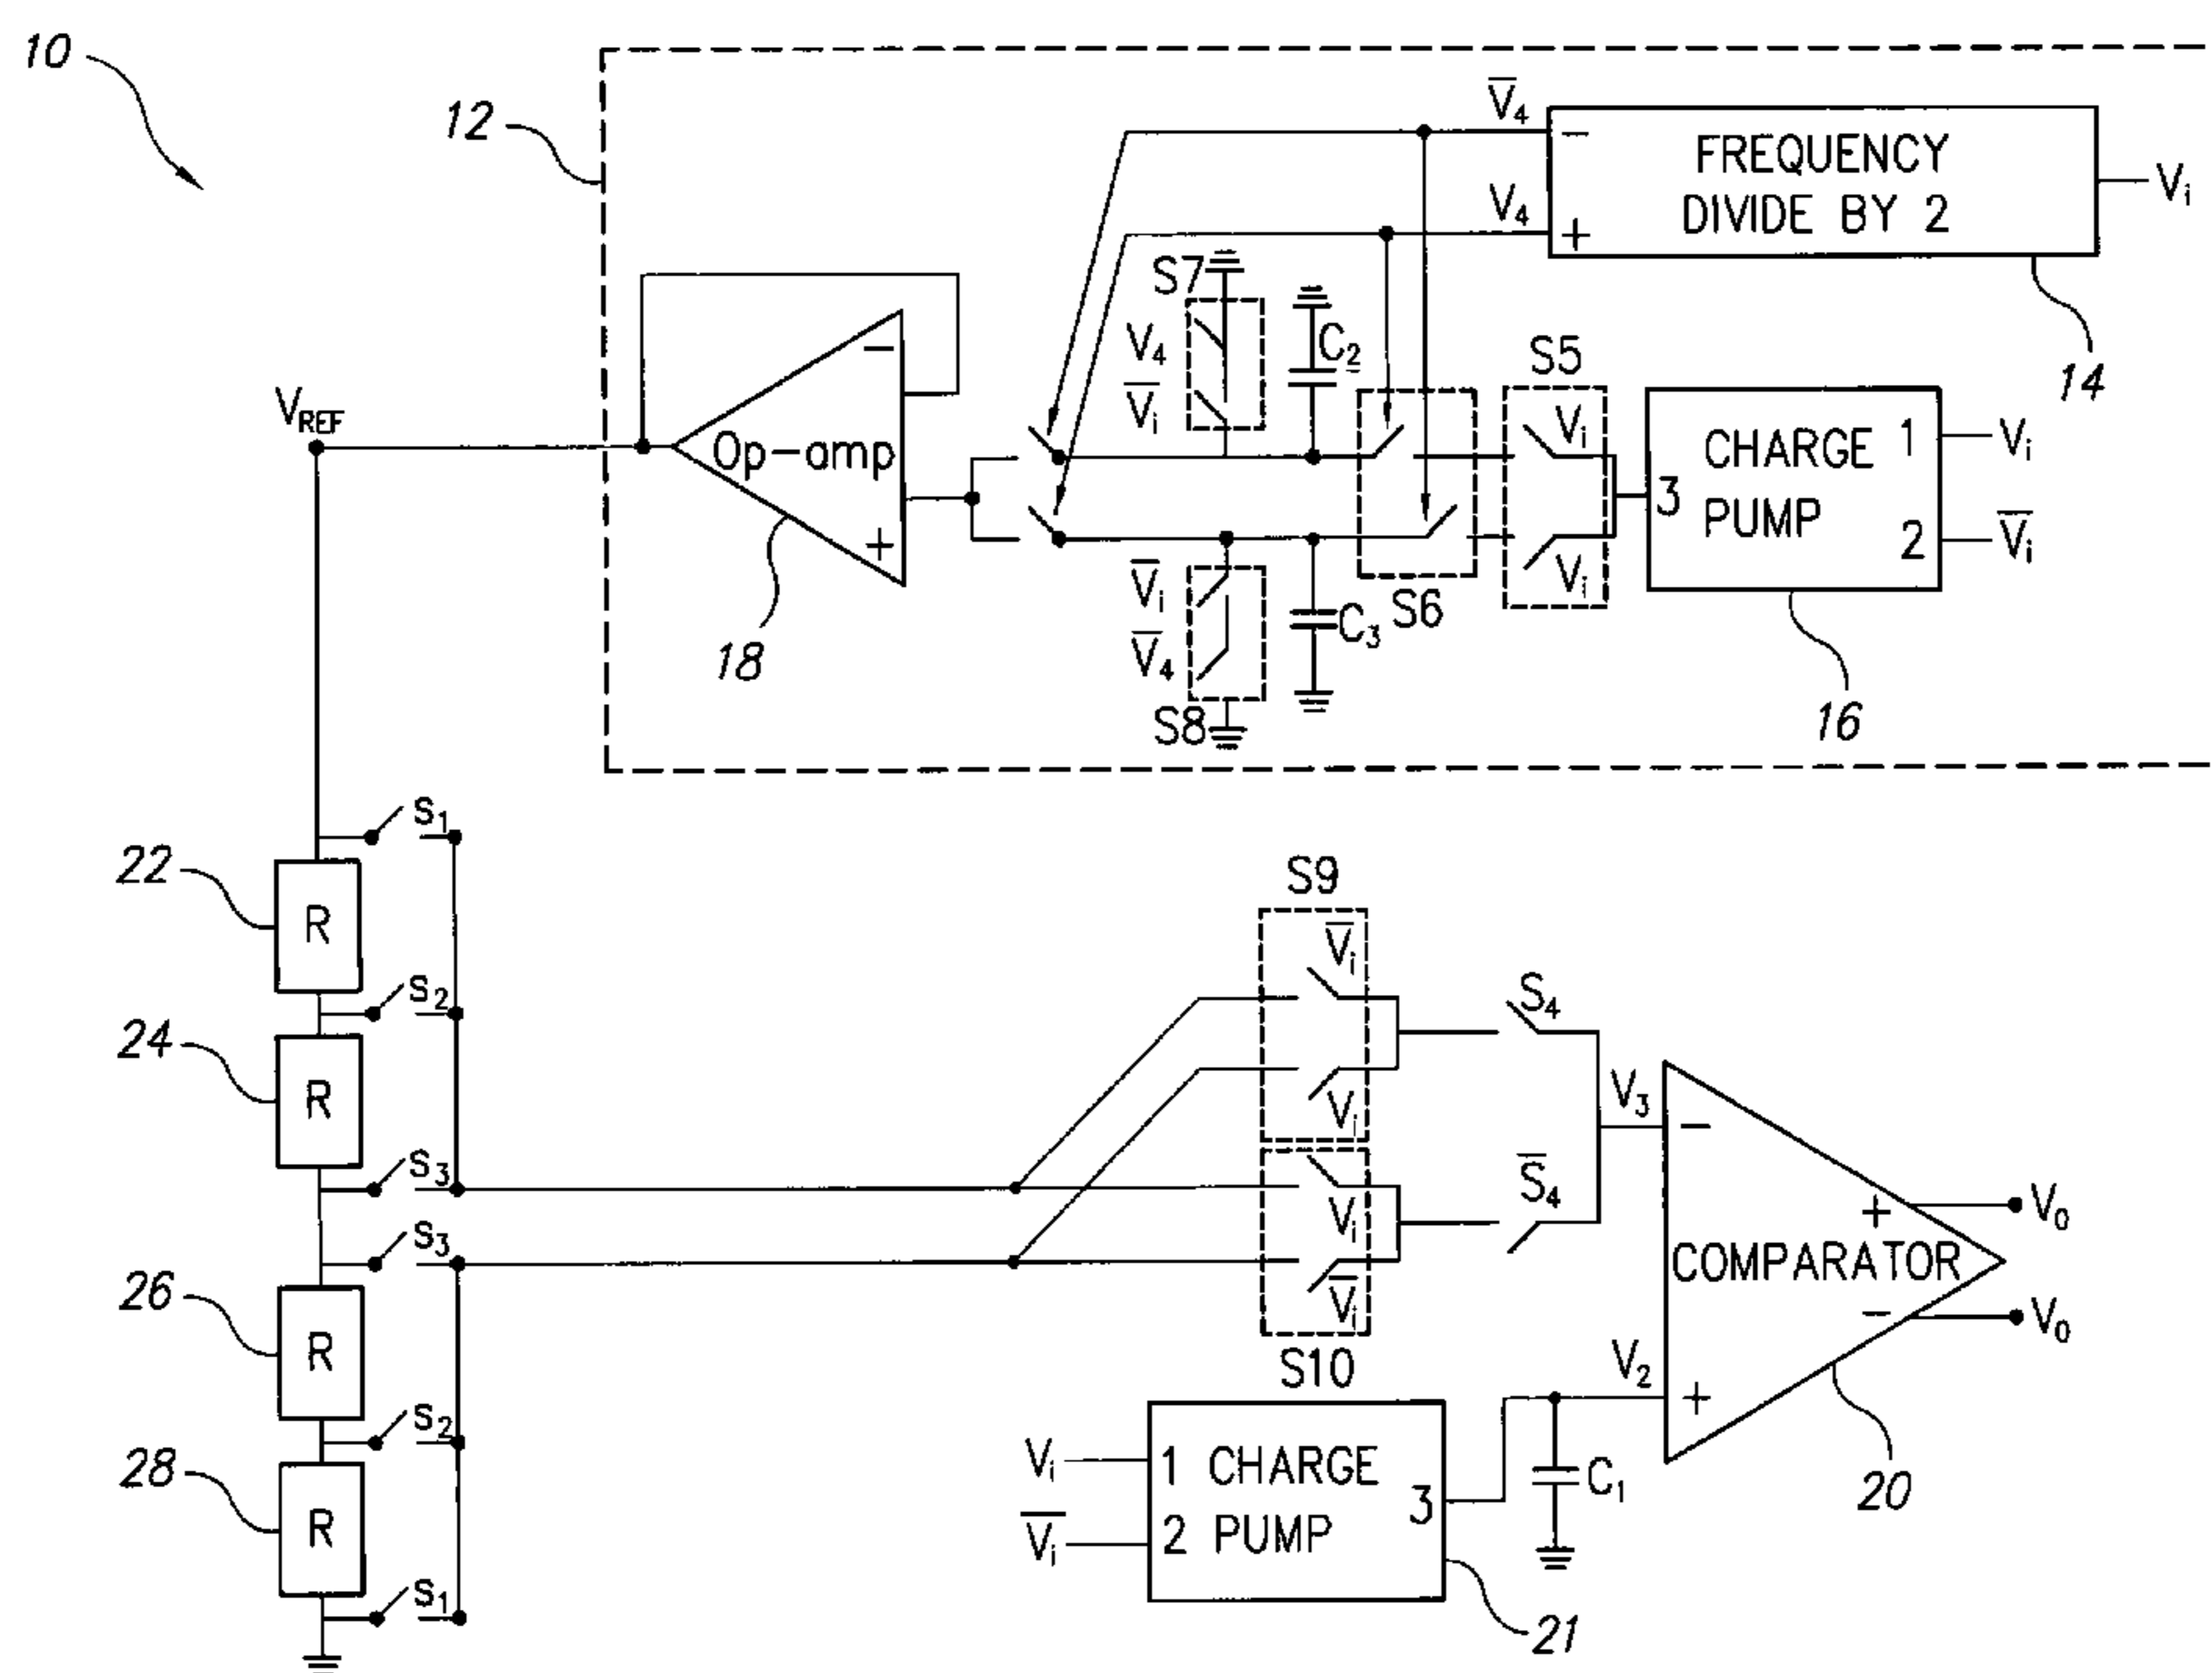 10
12
V̅₄
V₄
FREQUENCY
DIVIDE BY 2
−
+
Vᵢ
14
S7
V₄
V̅ᵢ
C₂
S5
Vᵢ
Vᵢ
S6
3
CHARGE
PUMP
1
2
Vᵢ
V̅ᵢ
16
V_REF
Op-amp
−
+
18
V̅ᵢ
V̅₄
S8
C₃
S₁
22
R
S₂
24
R
S₃
S₃
26
R
S₂
28
R
S₁
S9
V̅ᵢ
Vᵢ
Vᵢ
V̅ᵢ
S10
S₄
S̅₄
V₃
−
COMPARATOR
+
−
V₀
V₀
V₂
+
20
Vᵢ
V̅ᵢ
1
2
CHARGE
PUMP
3
C₁
21